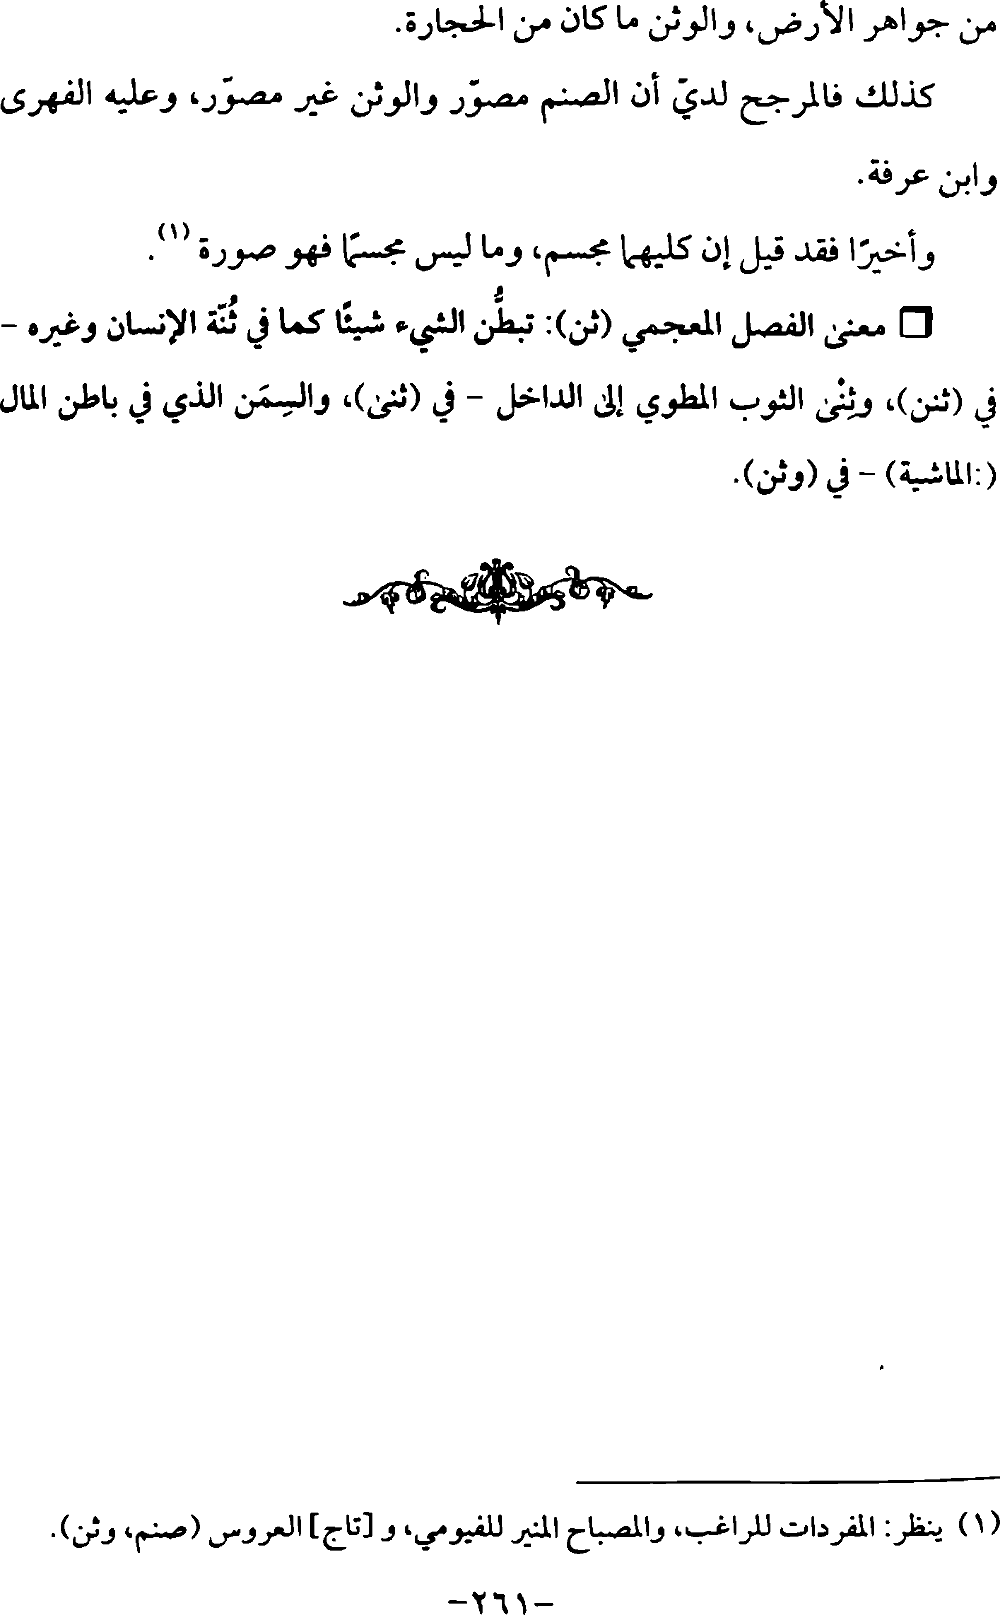 من جواهر الأرض، والوثن ما كان من الحجارة.
كذلك فالمرجح لديّ أن الصنم مصوّر والوثن غير مصوّر، وعليه الفهرى
وابن عرفة.
وأخيرًا فقد قيل إن كليهما مجسم، وما ليس مجسمًا فهو صورة (١).
□ معنى الفصل المعجمي (ثن): تبطُّن الشيء شيئًا كما في ثُنّة الإنسان وغيره -
في (ثنن)، وثِنْى الثوب المطوي إلى الداخل - في (ثنى)، والسِمَن الذي في باطن المال
(:الماشية) - في (وثن).
(١) ينظر: المفردات للراغب، والمصباح المنير للفيومي، و [تاج] العروس (صنم، وثن).
-٢٦١-